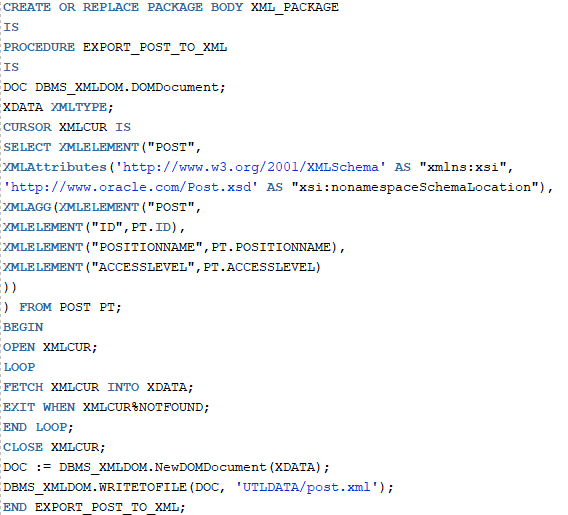 CREATE OR REPLACE PACKAGE BODY XML_PACKAGE
IS
PROCEDURE EXPORT_POST_TO_XML
IS
DOC DBMS_XMLDOM.DOMDocument;
XDATA XMLTYPE;
CURSOR XMLCUR IS
SELECT XMLELEMENT("POST",
XMLAttributes('http://www.w3.org/2001/XMLSchema' AS "xmlns:xsi",
'http://www.oracle.com/Post.xsd' AS "xsi:nonamespaceSchemaLocation"),
XMLAGG(XMLELEMENT("POST",
XMLELEMENT("ID",PT.ID),
XMLELEMENT("POSITIONNAME",PT.POSITIONNAME),
XMLELEMENT("ACCESSLEVEL",PT.ACCESSLEVEL)
))
) FROM POST PT;
BEGIN
OPEN XMLCUR;
LOOP
FETCH XMLCUR INTO XDATA;
EXIT WHEN XMLCUR%NOTFOUND;
END LOOP;
CLOSE XMLCUR;
DOC := DBMS_XMLDOM.NewDOMDocument(XDATA);
DBMS_XMLDOM.WRITETOFILE(DOC, 'UTLDATA/post.xml');
END EXPORT_POST_TO_XML;